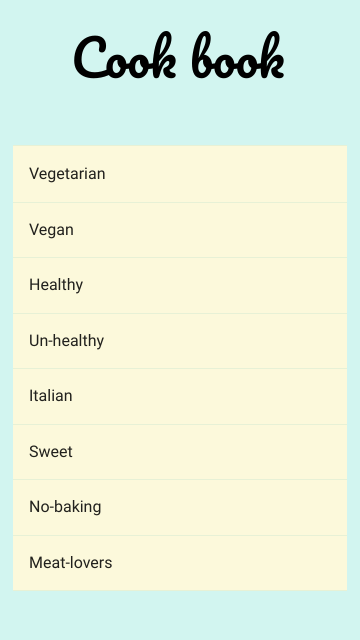 Cook book
Vegetarian
Vegan
Healthy
Un-healthy
Italian
Sweet
No-baking
Meat-lovers